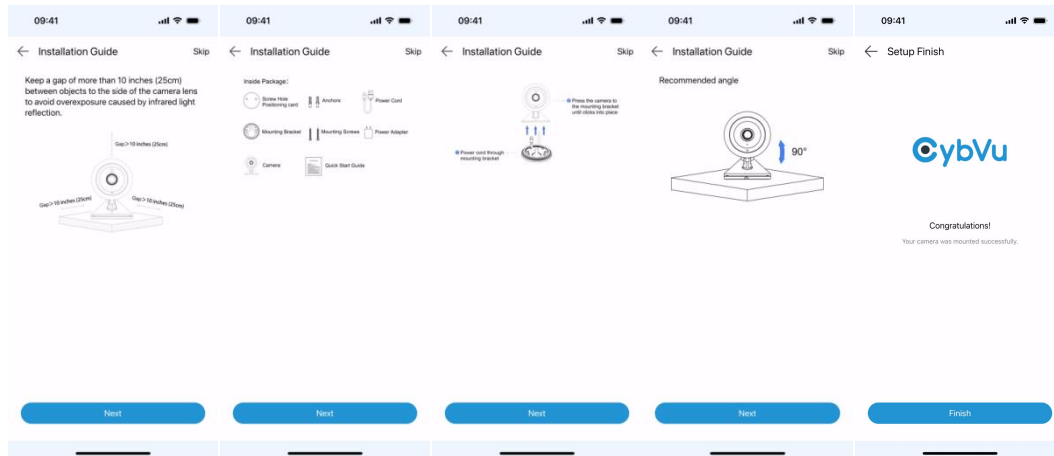 09:41
Installation Guide
Skip
Keep a gap of more than 10 inches (25cm)
between objects to the side of the camera lens
to avoid overexposure caused by infrared light
reflection.
Gap＞10 inches (25cm)
Gap＞10 inches (25cm)
Gap＞10 inches (25cm)
Next
09:41
Installation Guide
Skip
Inside Package:
Screw Hole
Positioning card
Anchors
Power Cord
Mounting Bracket
Mounting Screws
Power Adapter
Camera
Quick Start Guide
Next
09:41
Installation Guide
Skip
Press the camera to
the mounting bracket
until clicks into place
Power cord through
mounting bracket
Next
09:41
Installation Guide
Skip
Recommended angle
90°
Next
09:41
Setup Finish
CybVu
Congratulations!
Your camera was mounted successfully.
Finish